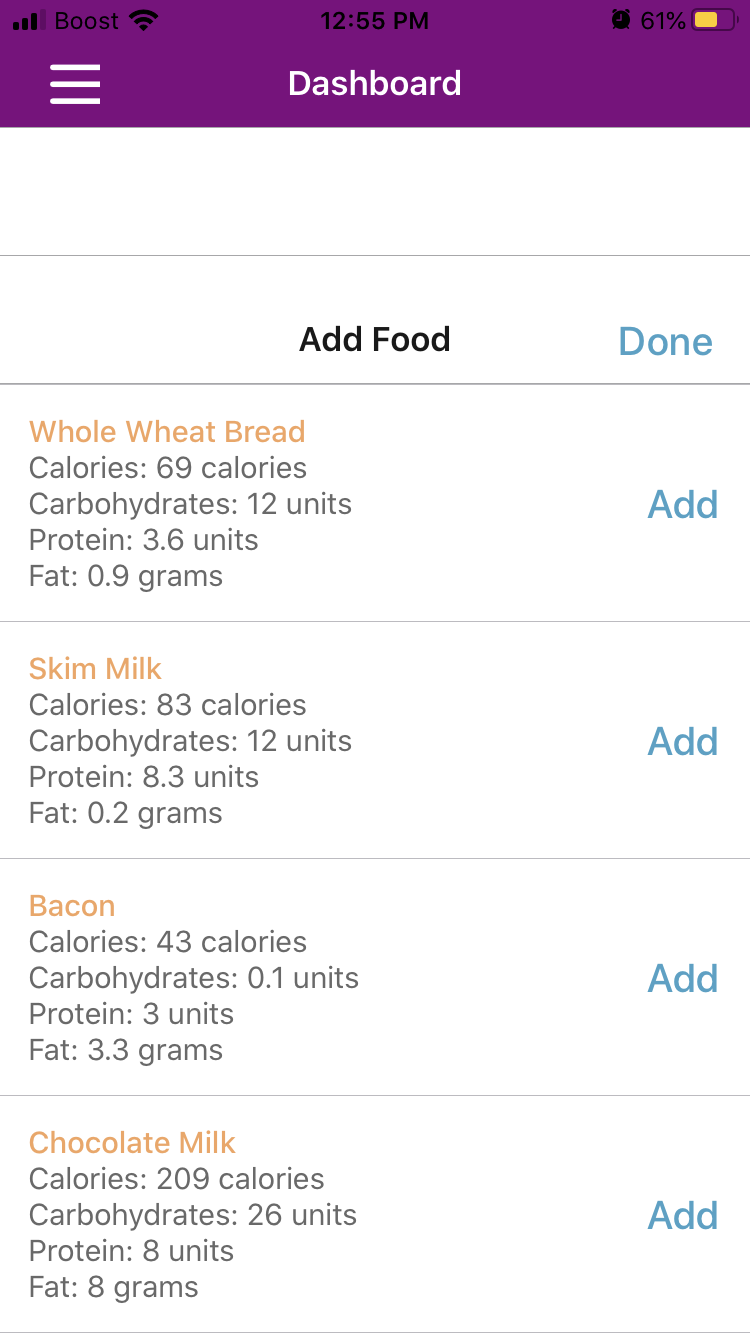 Boost 12:55 PM 61%
Dashboard
Add Food Done
Whole Wheat Bread
Calories: 69 calories
Carbohydrates: 12 units
Add
Protein: 3.6 units
Fat: 0.9 grams
Skim Milk
Calories: 83 calories
Carbohydrates: 12 units
Add
Protein: 8.3 units
Fat: 0.2 grams
Bacon
Calories: 43 calories
Carbohydrates: 0.1 units
Add
Protein: 3 units
Fat: 3.3 grams
Chocolate Milk
Calories: 209 calories
Carbohydrates: 26 units
Add
Protein: 8 units
Fat: 8 grams